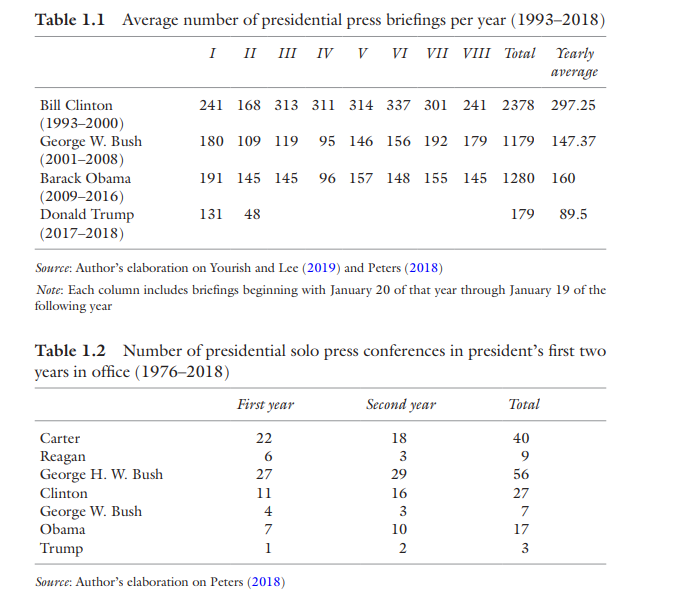 Table 1.1 Average number of presidential press briefings per year (1993–2018)
I II III IV V VI VII VIII Total Yearly
average
Bill Clinton 241 168 313 311 314 337 301 241 2378 297.25
(1993–2000)
George W. Bush 180 109 119 95 146 156 192 179 1179 147.37
(2001–2008)
Barack Obama 191 145 145 96 157 148 155 145 1280 160
(2009–2016)
Donald Trump 131 48 179 89.5
(2017–2018)
Source: Author's elaboration on Yourish and Lee (2019) and Peters (2018)
Note: Each column includes briefings beginning with January 20 of that year through January 19 of the
following year
Table 1.2 Number of presidential solo press conferences in president's first two
years in office (1976–2018)
First year Second year Total
Carter 22 18 40
Reagan 6 3 9
George H. W. Bush 27 29 56
Clinton 11 16 27
George W. Bush 4 3 7
Obama 7 10 17
Trump 1 2 3
Source: Author's elaboration on Peters (2018)